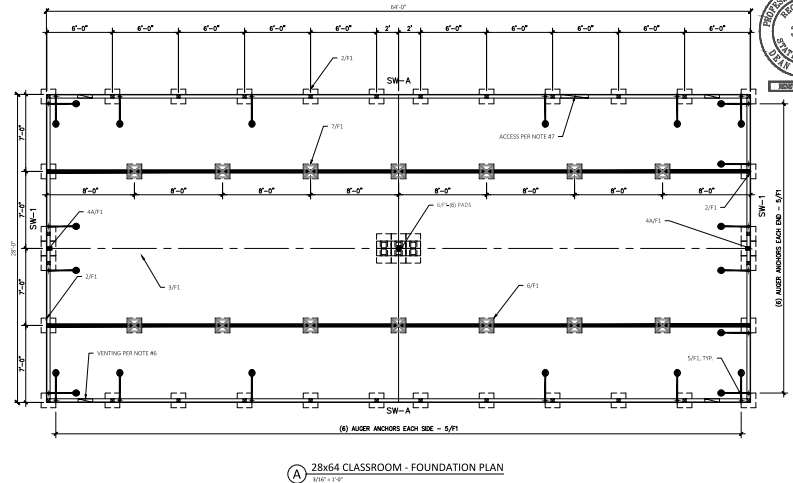 64'-0"
6'-0" 6'-0" 6'-0" 6'-0" 6'-0" 2' 2' 6'-0" 6'-0" 6'-0" 6'-0" 6'-0"
PROFES
REG
STAT
DEAN
2/F1
SW-A
7'-0"
ACCESS PER NOTE #7
7/F1
8'-0" 8'-0" 8'-0" 8'-0" 8'-0" 8'-0" 8'-0" 8'-0"
2/F1
SW-1
4A/F1
6/F1-(6) PADS
4A/F1
SW-1
28'-0"
7'-0"
7'-0"
3/F1
2/F1
6/F1
(6) AUGER ANCHORS EACH END - 5/F1
VENTING PER NOTE #6
5/F1, TYP.
7'-0"
SW-A
(6) AUGER ANCHORS EACH SIDE - 5/F1
A 28x64 CLASSROOM - FOUNDATION PLAN
3/16" = 1'-0"